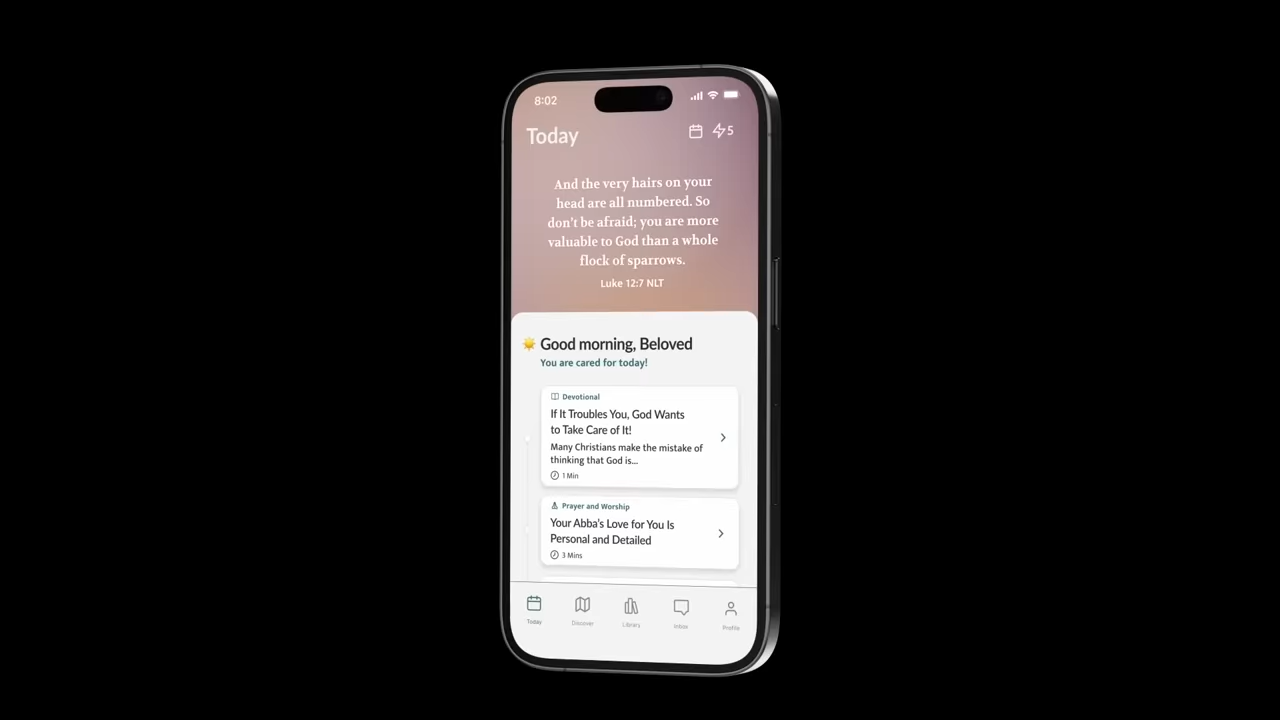 8:02
Today
5
And the very hairs on your
head are all numbered. So
don't be afraid; you are more
valuable to God than a whole
flock of sparrows.
Luke 12:7 NLT
Good morning, Beloved
You are cared for today!
Devotional
If It Troubles You, God Wants
to Take Care of It!
Many Christians make the mistake of
thinking that God is...
1 Min
Prayer and Worship
Your Abba's Love for You Is
Personal and Detailed
3 Mins
Today
Discover
Library
Inbox
Profile